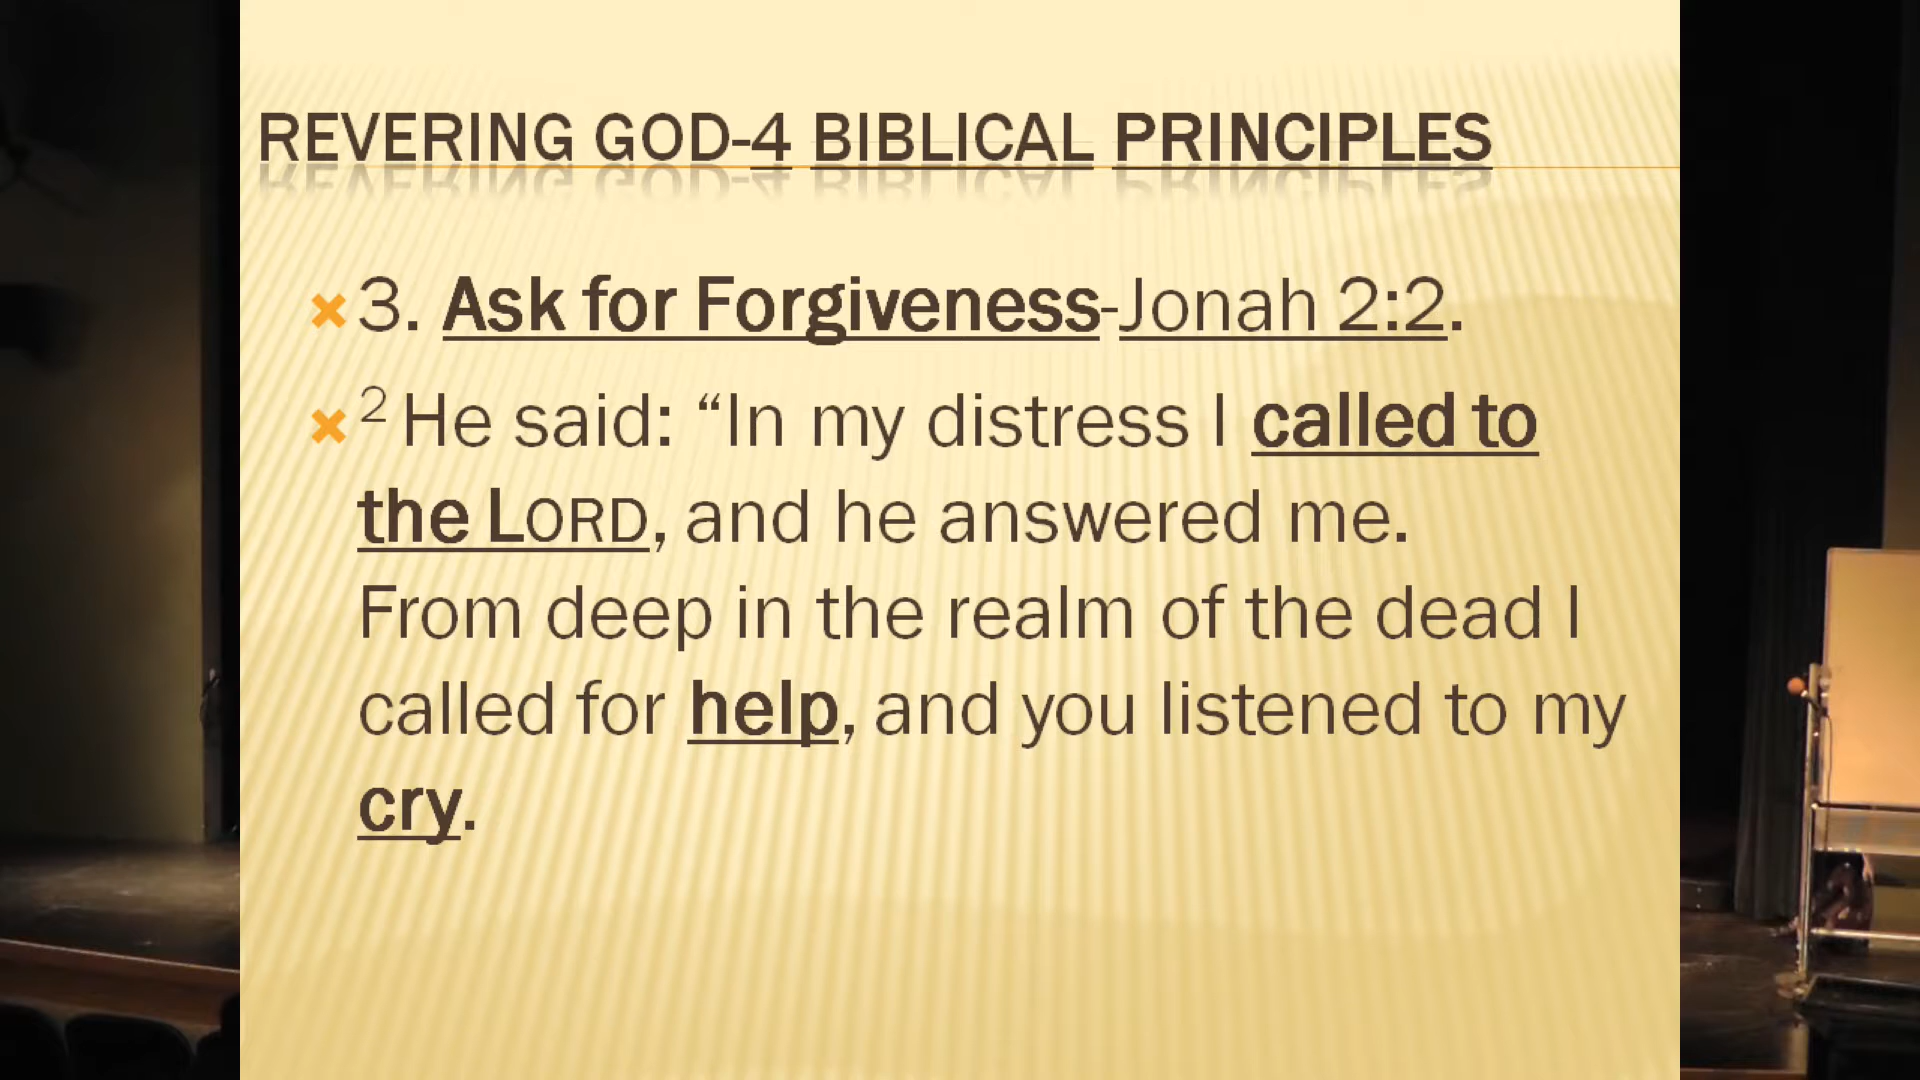 REVERING GOD-4 BIBLICAL PRINCIPLES
3. Ask for Forgiveness-Jonah 2:2.
2 He said: “In my distress I called to
the LORD, and he answered me.
From deep in the realm of the dead I
called for help, and you listened to my
cry.